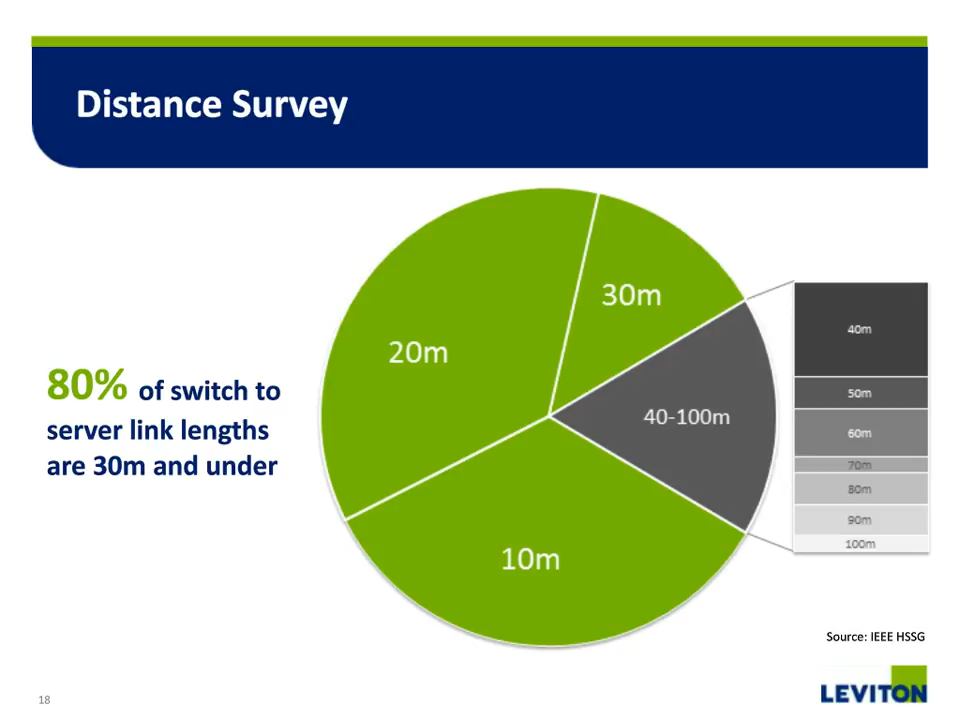 Distance Survey
30m
20m
40m
80% of switch to
server link lengths
are 30m and under
50m
40-100m
60m
70m
80m
90m
100m
10m
Source: IEEE HSSG
18
LEVITON